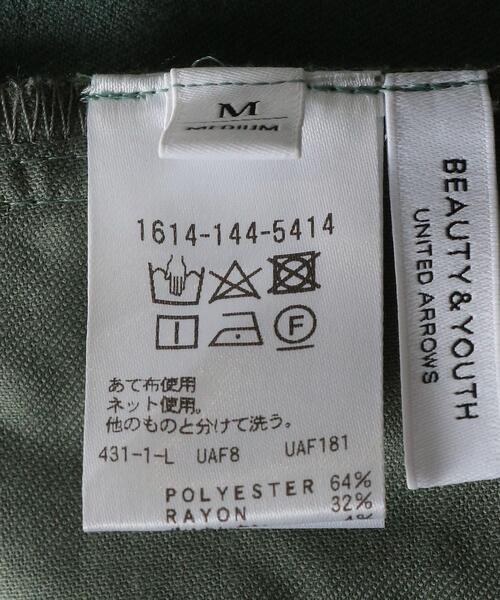 M
MEDIUM
1614-144-5414
F
あて布使用
ネット使用。
他のものと分けて洗う。
431-1-L UAF8 UAF181
POLYESTER 64%
RAYON 32%
BEAUTY & YOUTH
UNITED ARROWS